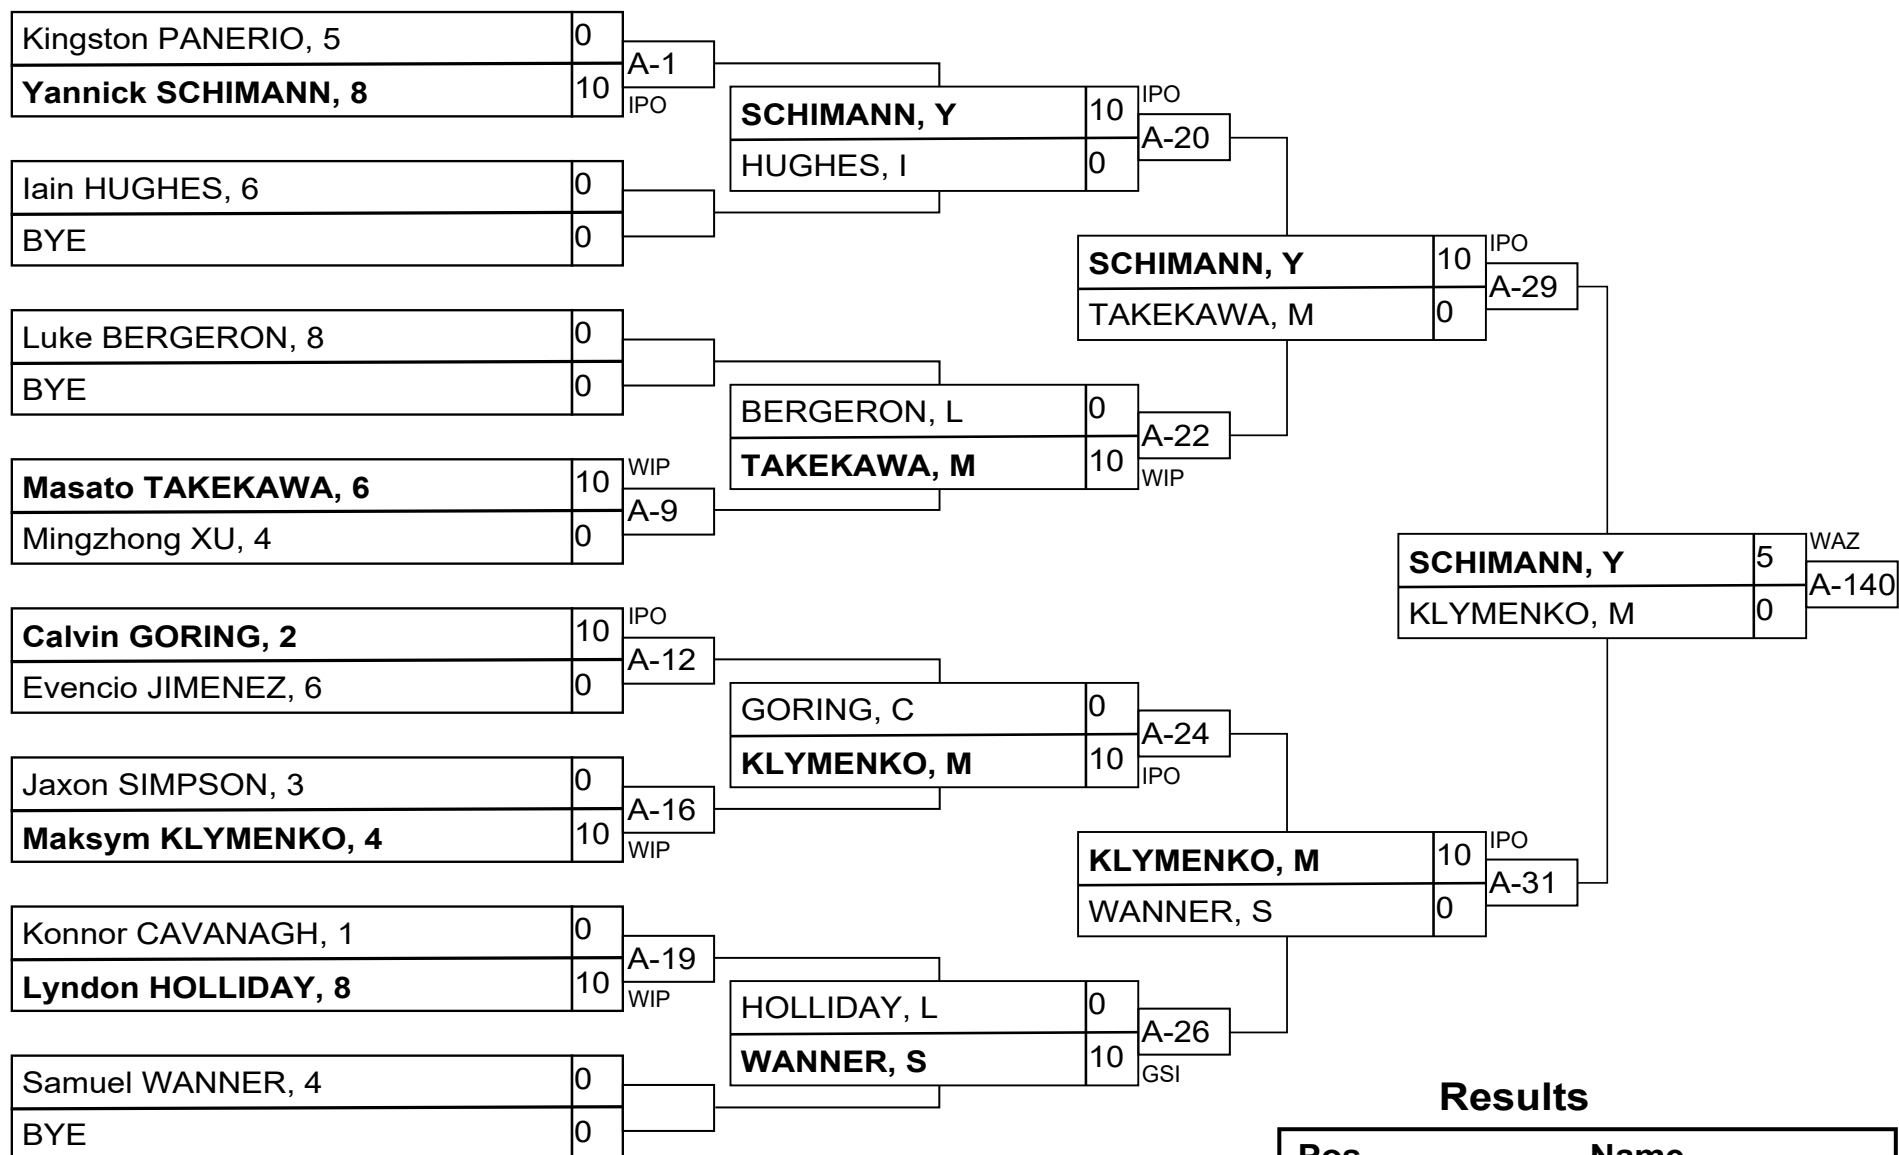 Kingston PANERIO, 5 0
A-1
Yannick SCHIMANN, 8 10
IPO
Iain HUGHES, 6 0
BYE 0
Luke BERGERON, 8 0
BYE 0
Masato TAKEKAWA, 6 10
WIP
A-9
Mingzhong XU, 4 0
Calvin GORING, 2 10
IPO
A-12
Evencio JIMENEZ, 6 0
Jaxon SIMPSON, 3 0
A-16
Maksym KLYMENKO, 4 10
WIP
Konnor CAVANAGH, 1 0
A-19
Lyndon HOLLIDAY, 8 10
WIP
Samuel WANNER, 4 0
BYE 0
SCHIMANN, Y 10
IPO
A-20
HUGHES, I 0
BERGERON, L 0
A-22
TAKEKAWA, M 10
WIP
GORING, C 0
A-24
KLYMENKO, M 10
IPO
HOLLIDAY, L 0
A-26
WANNER, S 10
GSI
SCHIMANN, Y 10
IPO
A-29
TAKEKAWA, M 0
KLYMENKO, M 10
IPO
A-31
WANNER, S 0
SCHIMANN, Y 5
WAZ
A-140
KLYMENKO, M 0
Results
Pos Name